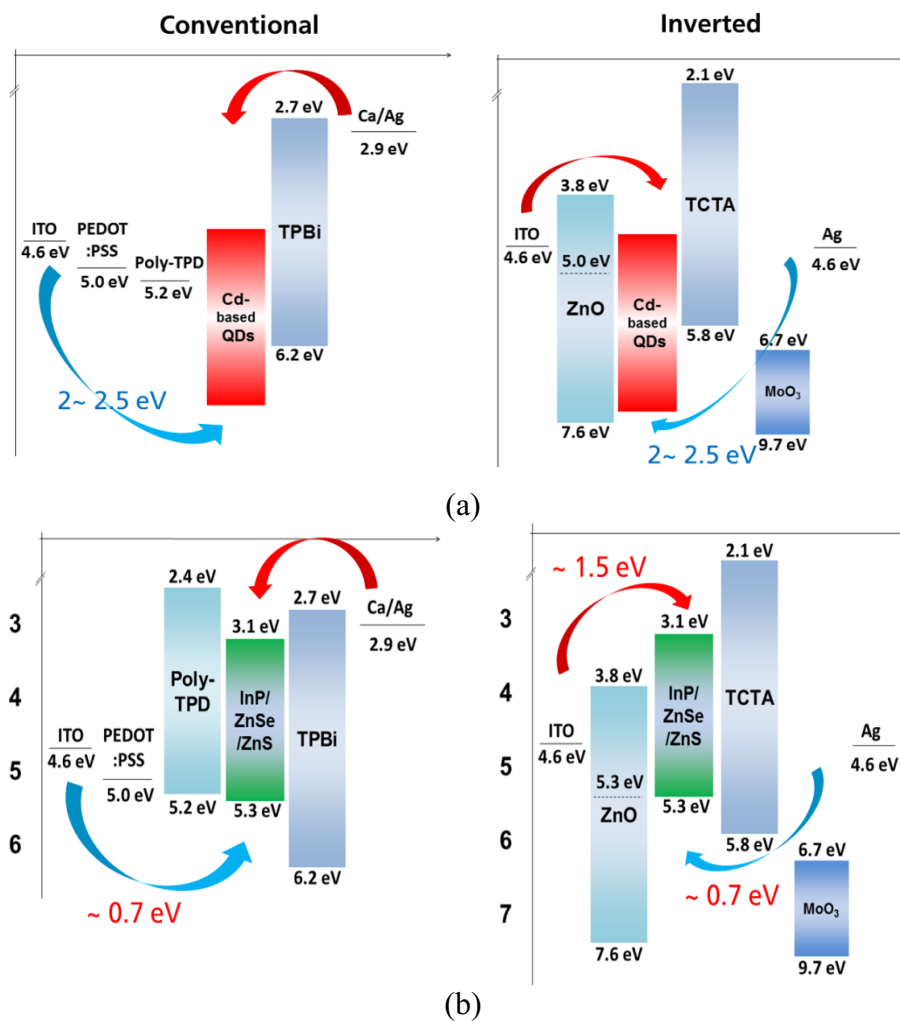 Conventional
2.7 eV
Ca/Ag
2.9 eV
TPBi
ITO
4.6 eV
PEDOT
:PSS
5.0 eV
Poly-TPD
5.2 eV
Cd-
based
QDs
6.2 eV
2~ 2.5 eV
Inverted
2.1 eV
3.8 eV
TCTA
ITO
4.6 eV
5.0 eV
ZnO
Cd-
based
QDs
Ag
4.6 eV
5.8 eV
6.7 eV
MoO₃
7.6 eV
9.7 eV
2~ 2.5 eV
(a)
3
4
5
6
2.4 eV
2.7 eV
3.1 eV
Ca/Ag
2.9 eV
Poly-
TPD
InP/
ZnSe
/ZnS
TPBi
ITO
4.6 eV
PEDOT
:PSS
5.0 eV
5.2 eV
5.3 eV
6.2 eV
~ 0.7 eV
3
4
5
6
7
2.1 eV
~ 1.5 eV
3.1 eV
3.8 eV
InP/
ZnSe
/ZnS
TCTA
ITO
4.6 eV
Ag
4.6 eV
5.3 eV
ZnO
5.3 eV
5.8 eV
6.7 eV
~ 0.7 eV
MoO₃
7.6 eV
9.7 eV
(b)